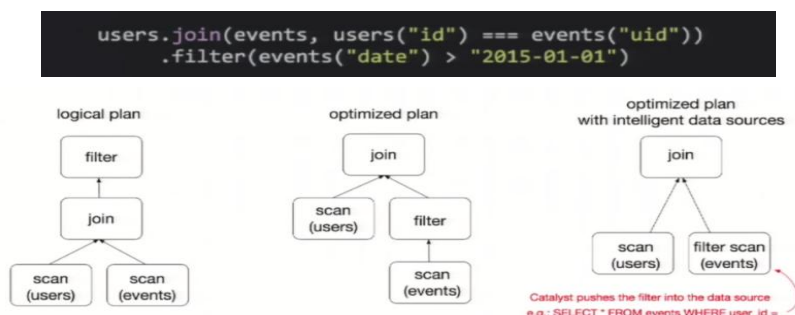 users.join(events, users("id") === events("uid"))
.filter(events("date") > "2015-01-01")
logical plan
filter
join
scan
(users)
scan
(events)
optimized plan
join
scan
(users)
filter
scan
(events)
optimized plan
with intelligent data sources
join
scan
(users)
filter scan
(events)
Catalyst pushes the filter into the data source
e.g.: SELECT * FROM events WHERE user_id =